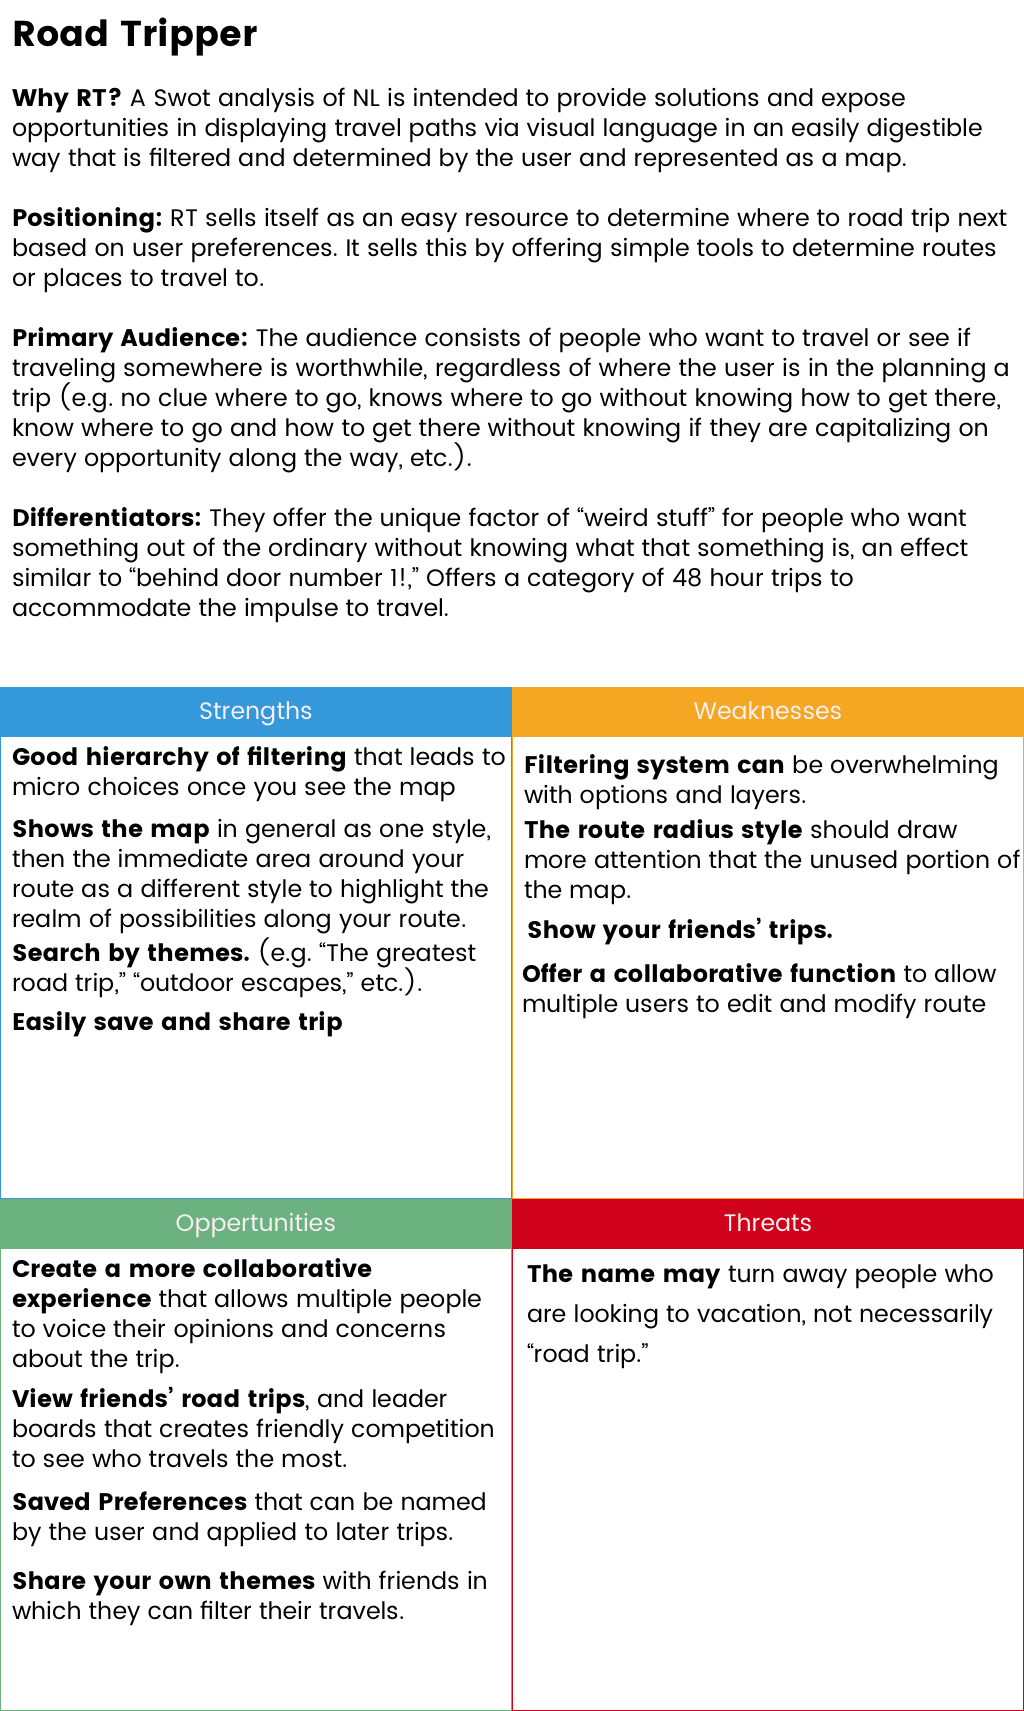 Road Tripper
Why RT? A Swot analysis of NL is intended to provide solutions and expose
opportunities in displaying travel paths via visual language in an easily digestible
way that is filtered and determined by the user and represented as a map.
Positioning: RT sells itself as an easy resource to determine where to road trip next
based on user preferences. It sells this by offering simple tools to determine routes
or places to travel to.
Primary Audience: The audience consists of people who want to travel or see if
traveling somewhere is worthwhile, regardless of where the user is in the planning a
trip (e.g. no clue where to go, knows where to go without knowing how to get there,
know where to go and how to get there without knowing if they are capitalizing on
every opportunity along the way, etc.).
Differentiators: They offer the unique factor of “weird stuff” for people who want
something out of the ordinary without knowing what that something is, an effect
similar to “behind door number 1!,” Offers a category of 48 hour trips to
accommodate the impulse to travel.
Strengths
Good hierarchy of filtering that leads to
micro choices once you see the map
Shows the map in general as one style,
then the immediate area around your
route as a different style to highlight the
realm of possibilities along your route.
Search by themes. (e.g. “The greatest
road trip,” “outdoor escapes,” etc.).
Easily save and share trip
Weaknesses
Filtering system can be overwhelming
with options and layers.
The route radius style should draw
more attention that the unused portion of
the map.
Show your friends’ trips.
Offer a collaborative function to allow
multiple users to edit and modify route
Oppertunities
Create a more collaborative
experience that allows multiple people
to voice their opinions and concerns
about the trip.
View friends’ road trips, and leader
boards that creates friendly competition
to see who travels the most.
Saved Preferences that can be named
by the user and applied to later trips.
Share your own themes with friends in
which they can filter their travels.
Threats
The name may turn away people who
are looking to vacation, not necessarily
“road trip.”